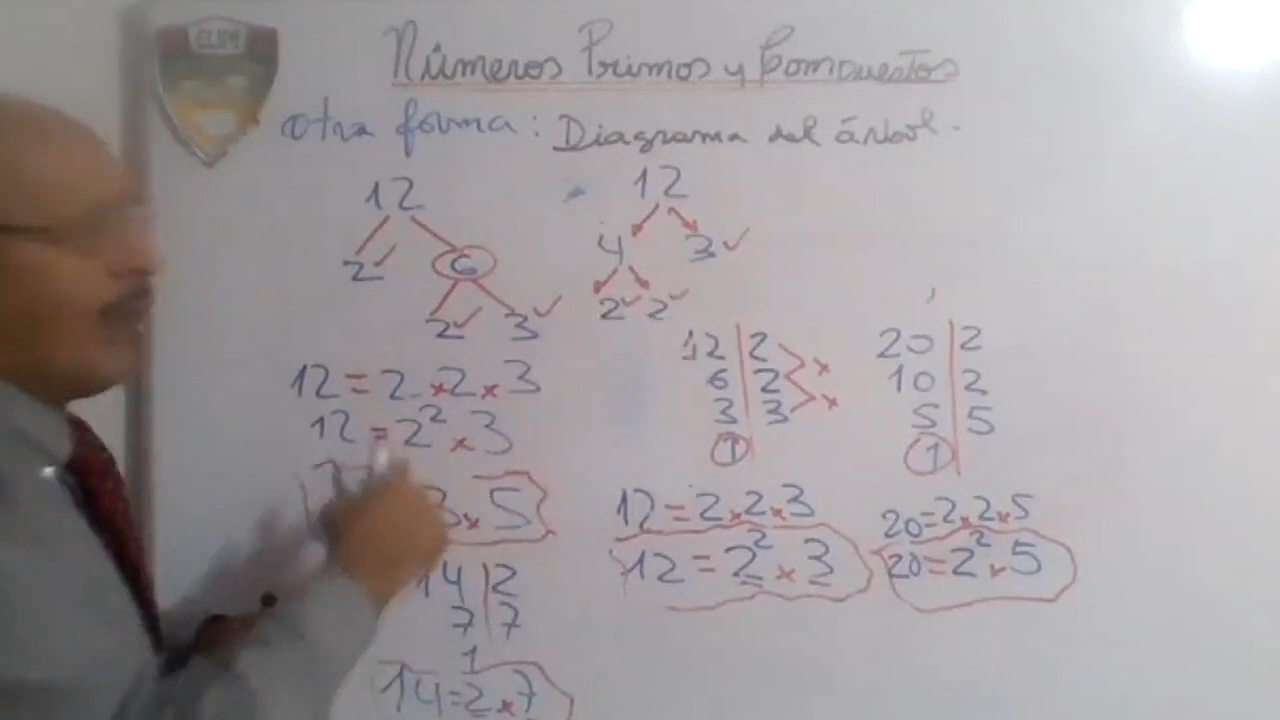 ELIM
Números Primos y Compuestos
otra forma: Diagrama del árbol.
12
2 6
2 3
12 = 2 x 2 x 3
12 = 2² x 3
3 x 5
14 | 2
7 | 7
1
14 = 2 x 7
12
4 3
2 2
12 | 2
6 | 2
3 | 3
1
12 = 2 x 2 x 3
12 = 2² x 3
20 | 2
10 | 2
5 | 5
1
20 = 2 x 2 x 5
20 = 2² x 5